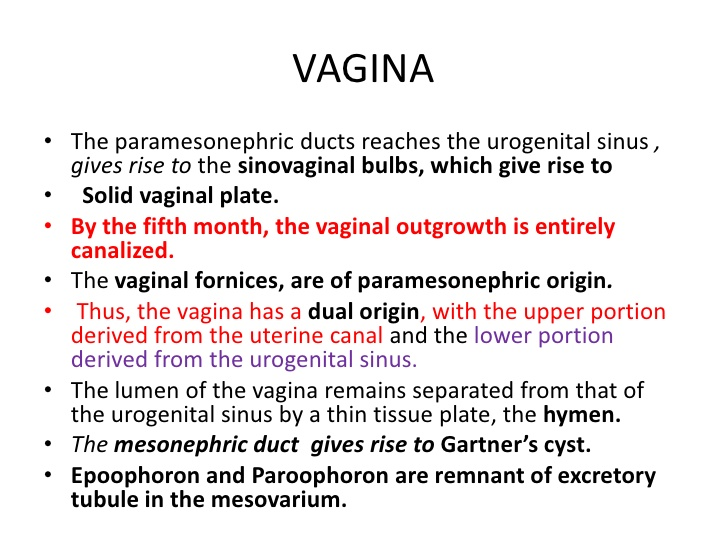 VAGINA
• The paramesonephric ducts reaches the urogenital sinus ,
gives rise to the sinovaginal bulbs, which give rise to
• Solid vaginal plate.
• By the fifth month, the vaginal outgrowth is entirely
canalized.
• The vaginal fornices, are of paramesonephric origin.
• Thus, the vagina has a dual origin, with the upper portion
derived from the uterine canal and the lower portion
derived from the urogenital sinus.
• The lumen of the vagina remains separated from that of
the urogenital sinus by a thin tissue plate, the hymen.
• The mesonephric duct gives rise to Gartner’s cyst.
• Epoophoron and Paroophoron are remnant of excretory
tubule in the mesovarium.